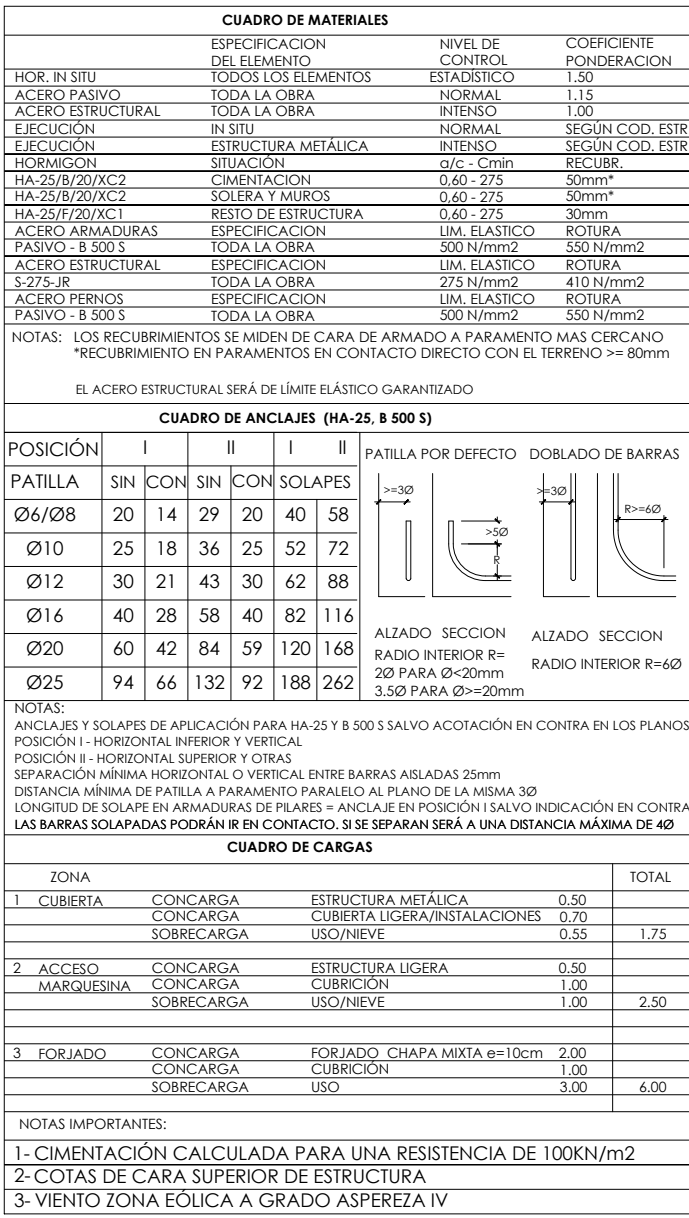 CUADRO DE MATERIALES
ESPECIFICACION DEL ELEMENTO NIVEL DE CONTROL COEFICIENTE PONDERACION
HOR. IN SITU TODOS LOS ELEMENTOS ESTADÍSTICO 1.50
ACERO PASIVO TODA LA OBRA NORMAL 1.15
ACERO ESTRUCTURAL TODA LA OBRA INTENSO 1.00
EJECUCIÓN IN SITU NORMAL SEGÚN COD. ESTR
EJECUCIÓN ESTRUCTURA METÁLICA INTENSO SEGÚN COD. ESTR
HORMIGON SITUACIÓN a/c - Cmin RECUBR.
HA-25/B/20/XC2 CIMENTACION 0,60 - 275 50mm*
HA-25/B/20/XC2 SOLERA Y MUROS 0,60 - 275 50mm*
HA-25/F/20/XC1 RESTO DE ESTRUCTURA 0,60 - 275 30mm
ACERO ARMADURAS ESPECIFICACION LIM. ELASTICO ROTURA
PASIVO - B 500 S TODA LA OBRA 500 N/mm2 550 N/mm2
ACERO ESTRUCTURAL ESPECIFICACION LIM. ELASTICO ROTURA
S-275-JR TODA LA OBRA 275 N/mm2 410 N/mm2
ACERO PERNOS ESPECIFICACION LIM. ELASTICO ROTURA
PASIVO - B 500 S TODA LA OBRA 500 N/mm2 550 N/mm2
NOTAS: LOS RECUBRIMIENTOS SE MIDEN DE CARA DE ARMADO A PARAMENTO MAS CERCANO
*RECUBRIMIENTO EN PARAMENTOS EN CONTACTO DIRECTO CON EL TERRENO >= 80mm
EL ACERO ESTRUCTURAL SERÁ DE LÍMITE ELÁSTICO GARANTIZADO
CUADRO DE ANCLAJES (HA-25, B 500 S)
POSICIÓN I II I II
PATILLA SIN CON SIN CON SOLAPES
Ø6/Ø8 20 14 29 20 40 58
Ø10 25 18 36 25 52 72
Ø12 30 21 43 30 62 88
Ø16 40 28 58 40 82 116
Ø20 60 42 84 59 120 168
Ø25 94 66 132 92 188 262
PATILLA POR DEFECTO DOBLADO DE BARRAS
>=3Ø >5Ø R >=3Ø R>=6Ø
ALZADO SECCION ALZADO SECCION
RADIO INTERIOR R=
2Ø PARA Ø<20mm
3.5Ø PARA Ø>=20mm
RADIO INTERIOR R=6Ø
NOTAS:
ANCLAJES Y SOLAPES DE APLICACIÓN PARA HA-25 Y B 500 S SALVO ACOTACIÓN EN CONTRA EN LOS PLANOS
POSICIÓN I - HORIZONTAL INFERIOR Y VERTICAL
POSICIÓN II - HORIZONTAL SUPERIOR Y OTRAS
SEPARACIÓN MÍNIMA HORIZONTAL O VERTICAL ENTRE BARRAS AISLADAS 25mm
DISTANCIA MÍNIMA DE PATILLA A PARAMENTO PARALELO AL PLANO DE LA MISMA 3Ø
LONGITUD DE SOLAPE EN ARMADURAS DE PILARES = ANCLAJE EN POSICIÓN I SALVO INDICACIÓN EN CONTRA
LAS BARRAS SOLAPADAS PODRÁN IR EN CONTACTO. SI SE SEPARAN SERÁ A UNA DISTANCIA MÁXIMA DE 4Ø
CUADRO DE CARGAS
ZONA TOTAL
1 CUBIERTA CONCARGA ESTRUCTURA METÁLICA 0.50
CONCARGA CUBIERTA LIGERA/INSTALACIONES 0.70
SOBRECARGA USO/NIEVE 0.55 1.75
2 ACCESO CONCARGA ESTRUCTURA LIGERA 0.50
MARQUESINA CONCARGA CUBRICIÓN 1.00
SOBRECARGA USO/NIEVE 1.00 2.50
3 FORJADO CONCARGA FORJADO CHAPA MIXTA e=10cm 2.00
CONCARGA CUBRICIÓN 1.00
SOBRECARGA USO 3.00 6.00
NOTAS IMPORTANTES:
1- CIMENTACIÓN CALCULADA PARA UNA RESISTENCIA DE 100KN/m2
2- COTAS DE CARA SUPERIOR DE ESTRUCTURA
3- VIENTO ZONA EÓLICA A GRADO ASPEREZA IV